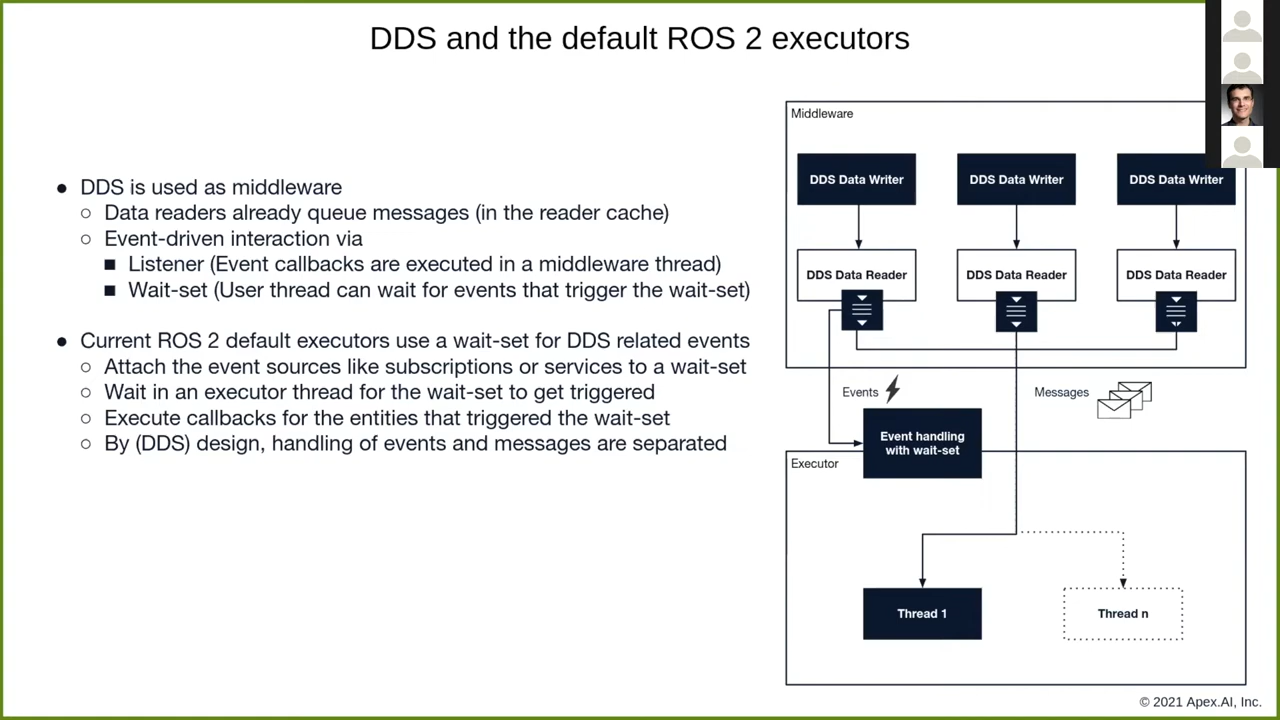 DDS and the default ROS 2 executors
● DDS is used as middleware
○ Data readers already queue messages (in the reader cache)
○ Event-driven interaction via
■ Listener (Event callbacks are executed in a middleware thread)
■ Wait-set (User thread can wait for events that trigger the wait-set)
● Current ROS 2 default executors use a wait-set for DDS related events
○ Attach the event sources like subscriptions or services to a wait-set
○ Wait in an executor thread for the wait-set to get triggered
○ Execute callbacks for the entities that triggered the wait-set
○ By (DDS) design, handling of events and messages are separated
Middleware
DDS Data Writer
DDS Data Writer
DDS Data Writer
DDS Data Reader
DDS Data Reader
DDS Data Reader
Events
Messages
Event handling
with wait-set
Executor
Thread 1
Thread n
© 2021 Apex.AI, Inc.